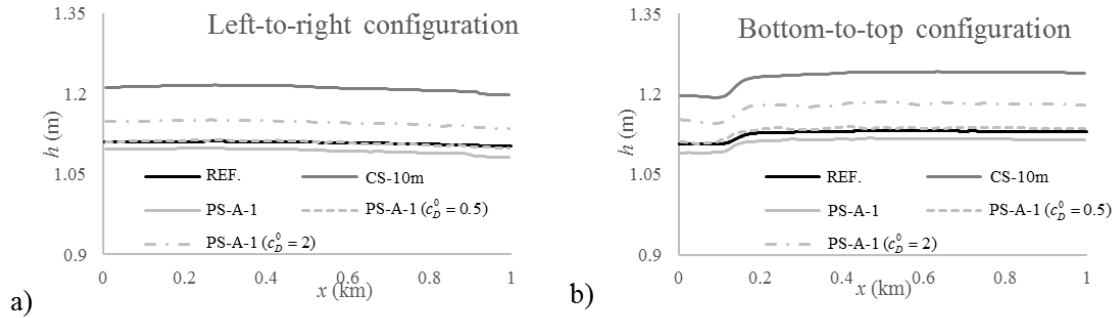 Left-to-right configuration
1.35
1.2
1.05
0.9
h (m)
REF.
CS-10m
PS-A-1
PS-A-1 (c_D^0 = 0.5)
PS-A-1 (c_D^0 = 2)
0
0.2
0.4
0.6
0.8
1
x (km)
a)
Bottom-to-top configuration
1.35
1.2
1.05
0.9
h (m)
REF.
CS-10m
PS-A-1
PS-A-1 (c_D^0 = 0.5)
PS-A-1 (c_D^0 = 2)
0
0.2
0.4
0.6
0.8
1
x (km)
b)